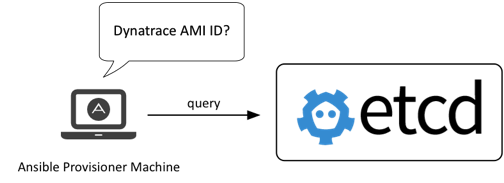 Dynatrace AMI ID?
A
query
etcd
Ansible Provisioner Machine